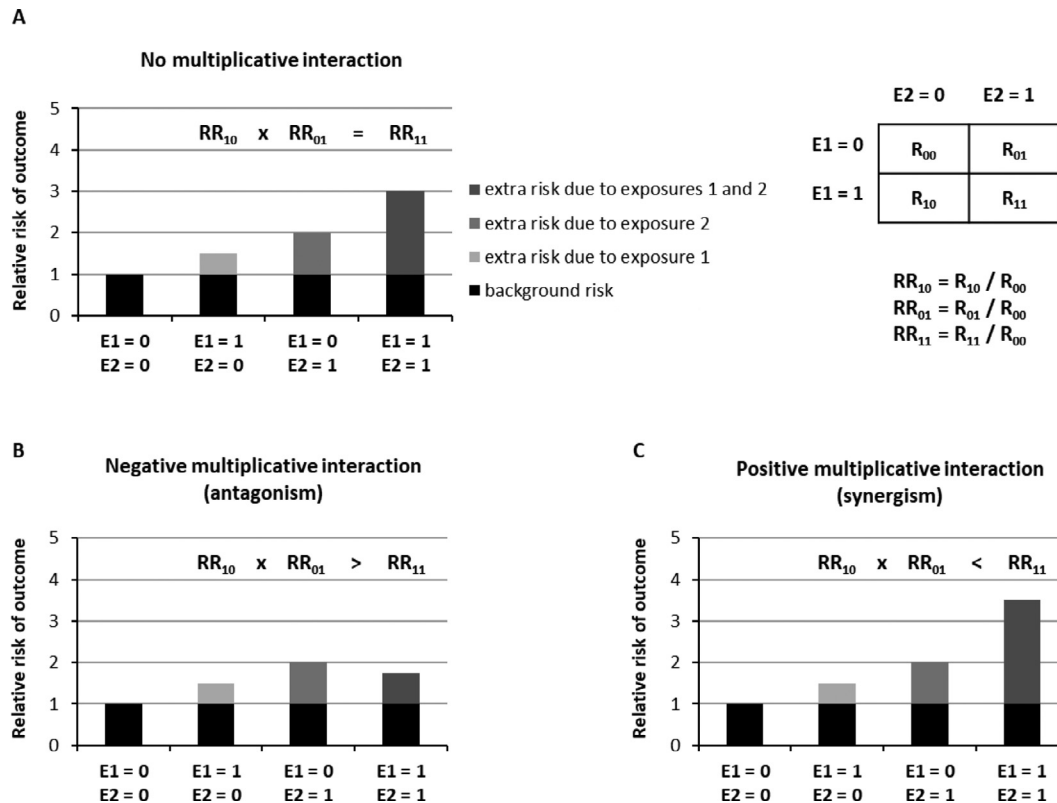 A
No multiplicative interaction
Relative risk of outcome
5
4
3
2
1
0
RR₁₀ x RR₀₁ = RR₁₁
E1 = 0 E1 = 1 E1 = 0 E1 = 1
E2 = 0 E2 = 0 E2 = 1 E2 = 1
extra risk due to exposures 1 and 2
extra risk due to exposure 2
extra risk due to exposure 1
background risk
E2 = 0 E2 = 1
E1 = 0 R₀₀ R₀₁
E1 = 1 R₁₀ R₁₁
RR₁₀ = R₁₀ / R₀₀
RR₀₁ = R₀₁ / R₀₀
RR₁₁ = R₁₁ / R₀₀
B
Negative multiplicative interaction
(antagonism)
Relative risk of outcome
5
4
3
2
1
0
RR₁₀ x RR₀₁ > RR₁₁
E1 = 0 E1 = 1 E1 = 0 E1 = 1
E2 = 0 E2 = 0 E2 = 1 E2 = 1
C
Positive multiplicative interaction
(synergism)
Relative risk of outcome
5
4
3
2
1
0
RR₁₀ x RR₀₁ < RR₁₁
E1 = 0 E1 = 1 E1 = 0 E1 = 1
E2 = 0 E2 = 0 E2 = 1 E2 = 1